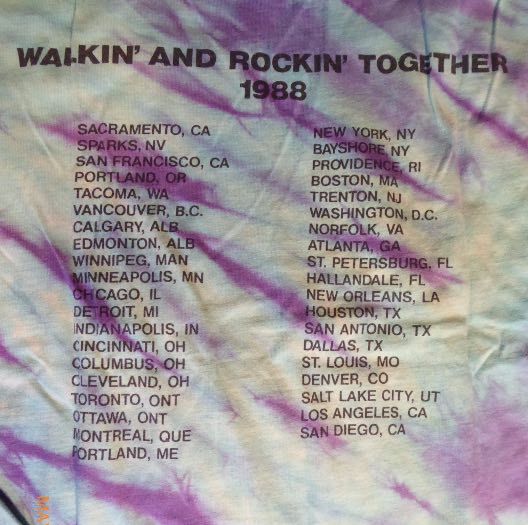 WALKIN' AND ROCKIN' TOGETHER
1988
SACRAMENTO, CA
SPARKS, NV
SAN FRANCISCO, CA
PORTLAND, OR
TACOMA, WA
VANCOUVER, B.C.
CALGARY, ALB
EDMONTON, ALB
WINNIPEG, MAN
MINNEAPOLIS, MN
CHCAGO, IL
DETROIT, MI
INDIANAPOLIS, IN
CINCINNATI, OH
COLUMBUS, OH
CLEVELAND, OH
TORONTO, ONT
OTTAWA, ONT
MONTREAL, QUE
PORTLAND, ME
NEW YORK, NY
BAYSHORE, NY
PROVIDENCE, RI
BOSTON, MA
TRENTON, NJ
WASHINGTON, D.C.
NORFOLK, VA
ATLANTA, GA
ST. PETERSBURG, FL
HALLANDALE, FL
NEW ORLEANS, LA
HOUSTON, TX
SAN ANTONIO, TX
DALLAS, TX
ST. LOUIS, MO
DENVER, CO
SALT LAKE CITY, UT
LOS ANGELES, CA
SAN DIEGO, CA